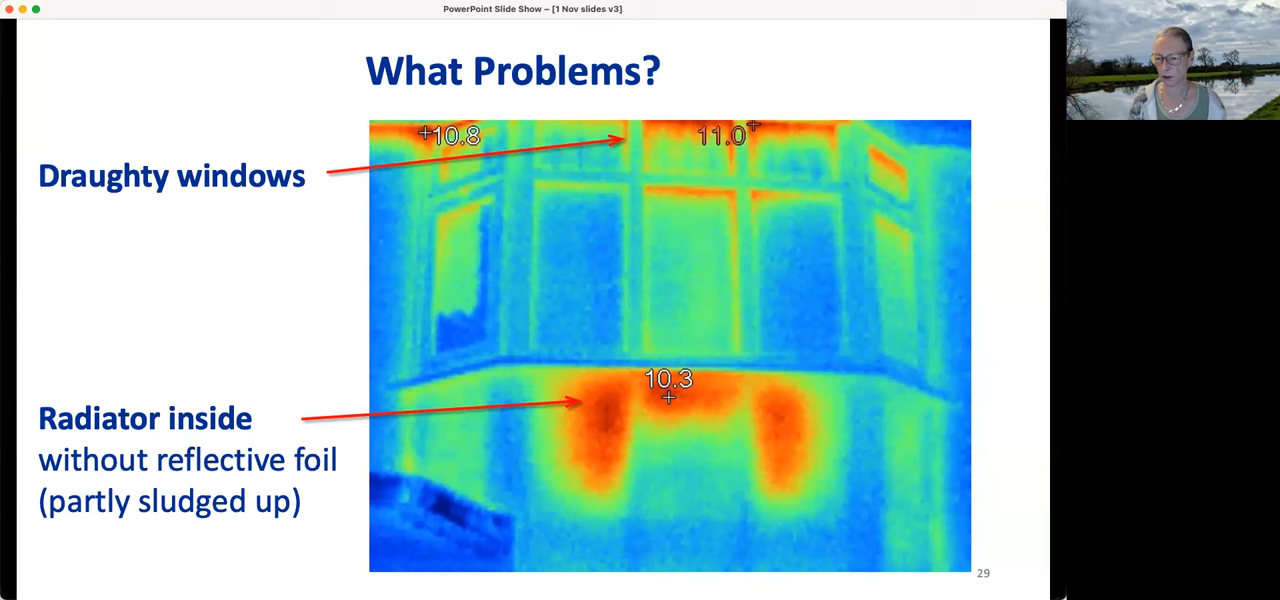 PowerPoint Slide Show – [1 Nov slides v3]
What Problems?
+10.8
11.0+
Draughty windows
10.3
+
Radiator inside
without reflective foil
(partly sludged up)
29